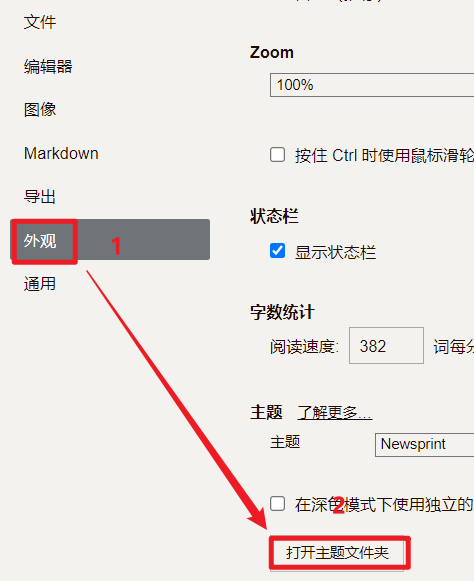 文件
编辑器
图像
Markdown
导出
外观
1
通用
Zoom
100%
按住 Ctrl 时使用鼠标滑轮
状态栏
显示状态栏
字数统计
阅读速度: 382 词每分
主题 了解更多…
主题 Newsprint
在深色模式下使用独立的
2
打开主题文件夹